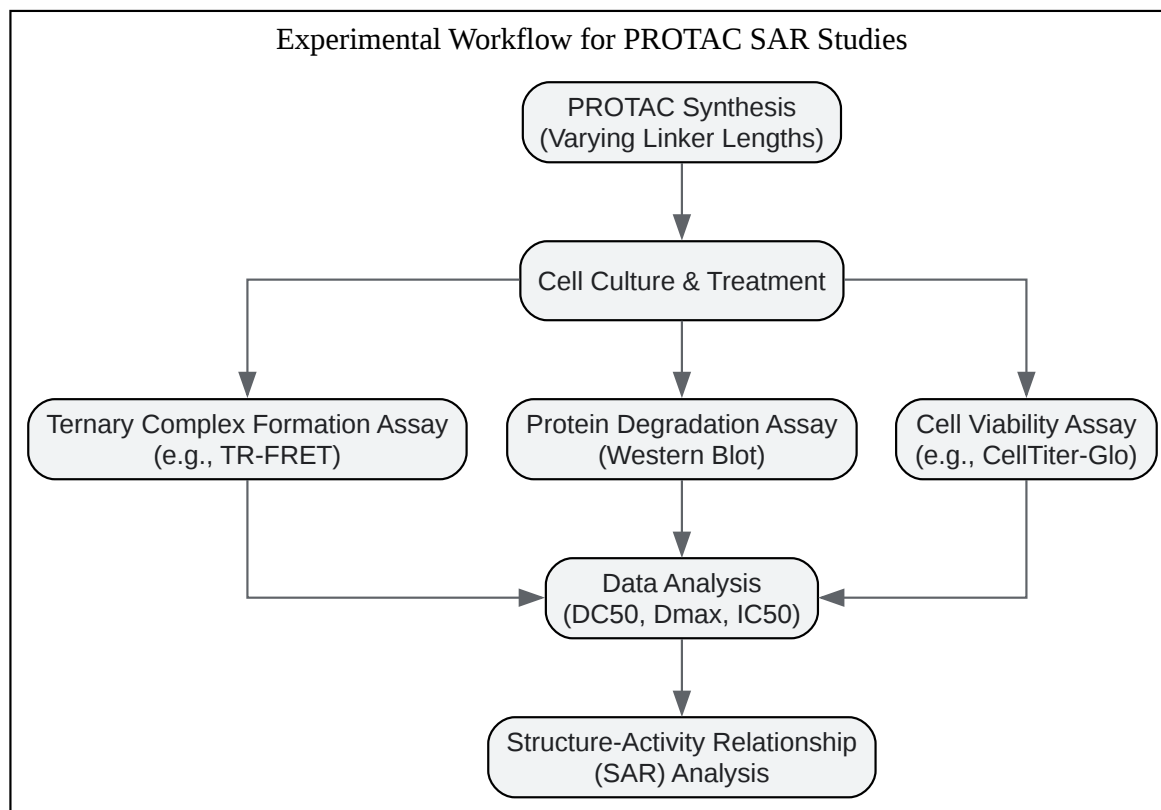 Experimental Workflow for PROTAC SAR Studies
PROTAC Synthesis
(Varying Linker Lengths)
Cell Culture & Treatment
Ternary Complex Formation Assay
(e.g., TR-FRET)
Protein Degradation Assay
(Western Blot)
Cell Viability Assay
(e.g., CellTiter-Glo)
Data Analysis
(DC50, Dmax, IC50)
Structure-Activity Relationship
(SAR) Analysis